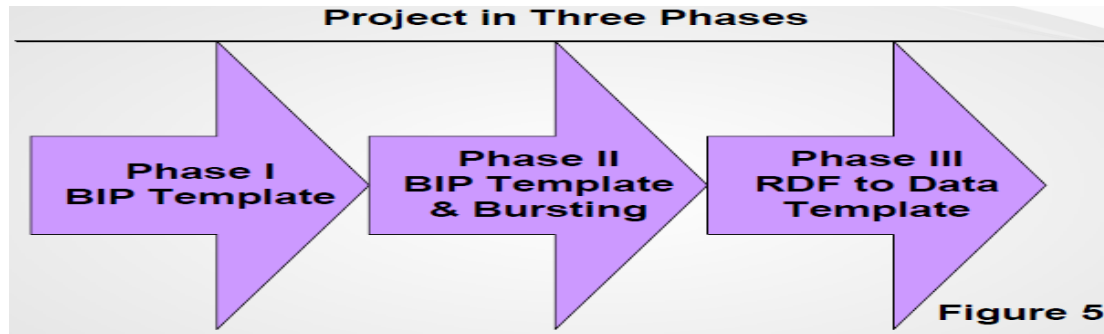 Project in Three Phases
Phase I
BIP Template
Phase II
BIP Template
& Bursting
Phase III
RDF to Data
Template
Figure 5